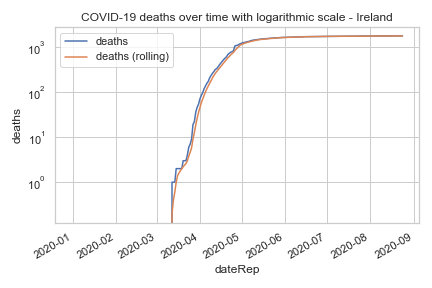 COVID-19 deaths over time with logarithmic scale - Ireland
deaths
deaths (rolling)
10³
10²
10¹
10⁰
deaths
2020-01
2020-02
2020-03
2020-04
2020-05
2020-06
2020-07
2020-08
2020-09
dateRep